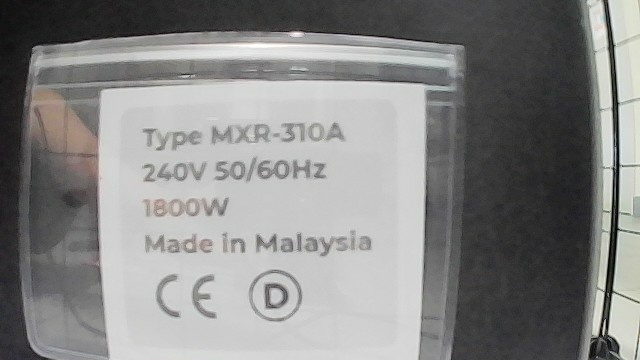 Type MXR-310A
240V 50/60Hz
1800W
Made in Malaysia
CE D